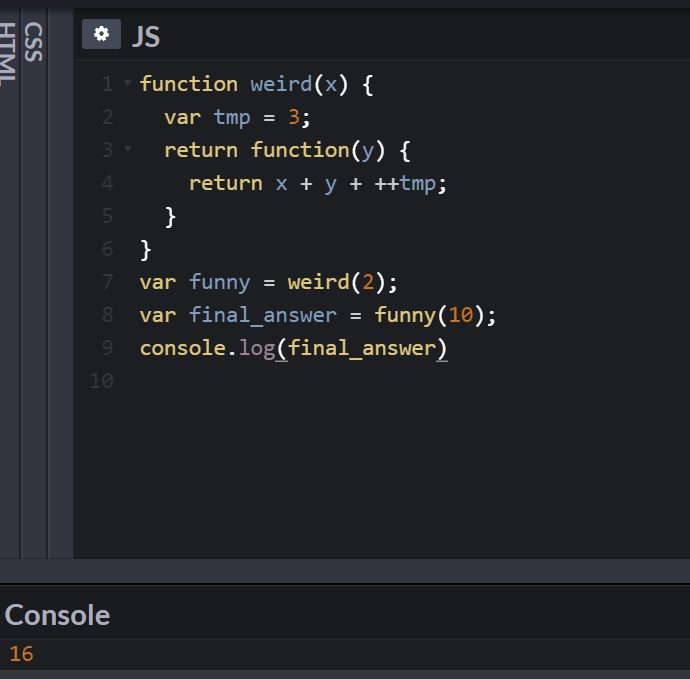 HTML
CSS
JS
1 function weird(x) {
2 var tmp = 3;
3 return function(y) {
4 return x + y + ++tmp;
5 }
6 }
7 var funny = weird(2);
8 var final_answer = funny(10);
9 console.log(final_answer)
10
Console
16